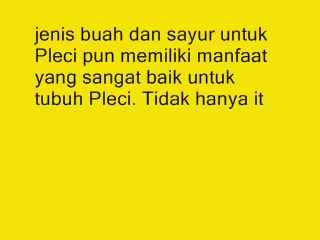 jenis buah dan sayur untuk
Pleci pun memiliki manfaat
yang sangat baik untuk
tubuh Pleci. Tidak hanya it